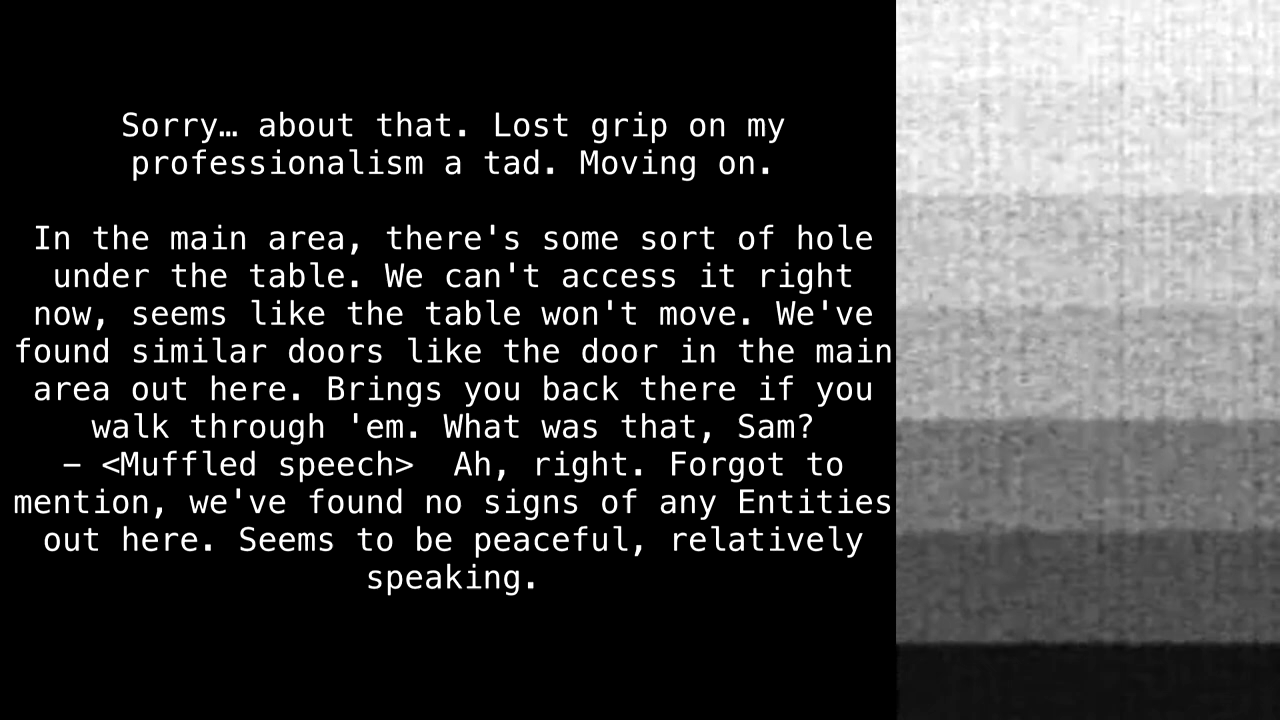 Sorry… about that. Lost grip on my
professionalism a tad. Moving on.
In the main area, there's some sort of hole
under the table. We can't access it right
now, seems like the table won't move. We've
found similar doors like the door in the main
area out here. Brings you back there if you
walk through 'em. What was that, Sam?
– <Muffled speech>  Ah, right. Forgot to
mention, we've found no signs of any Entities
out here. Seems to be peaceful, relatively
speaking.